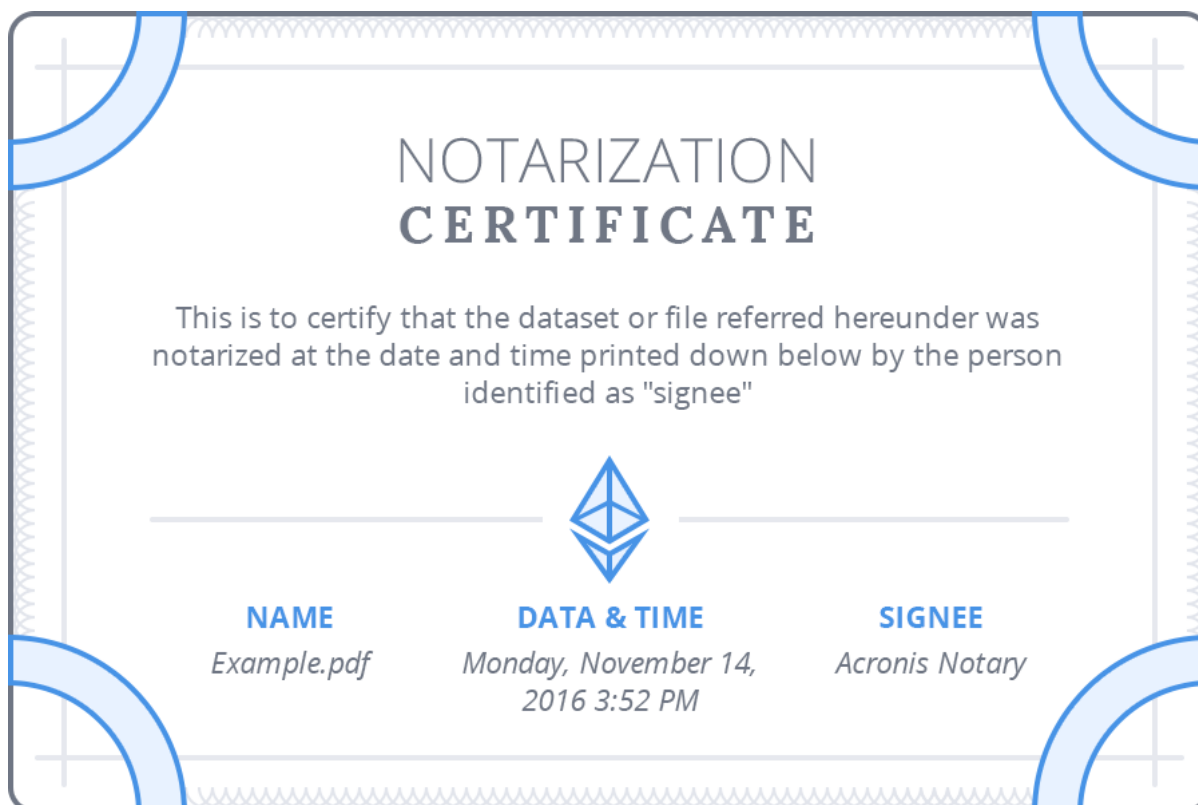 NOTARIZATION
CERTIFICATE
This is to certify that the dataset or file referred hereunder was
notarized at the date and time printed down below by the person
identified as "signee"
NAME
DATA & TIME
SIGNEE
Example.pdf
Monday, November 14,
2016 3:52 PM
Acronis Notary